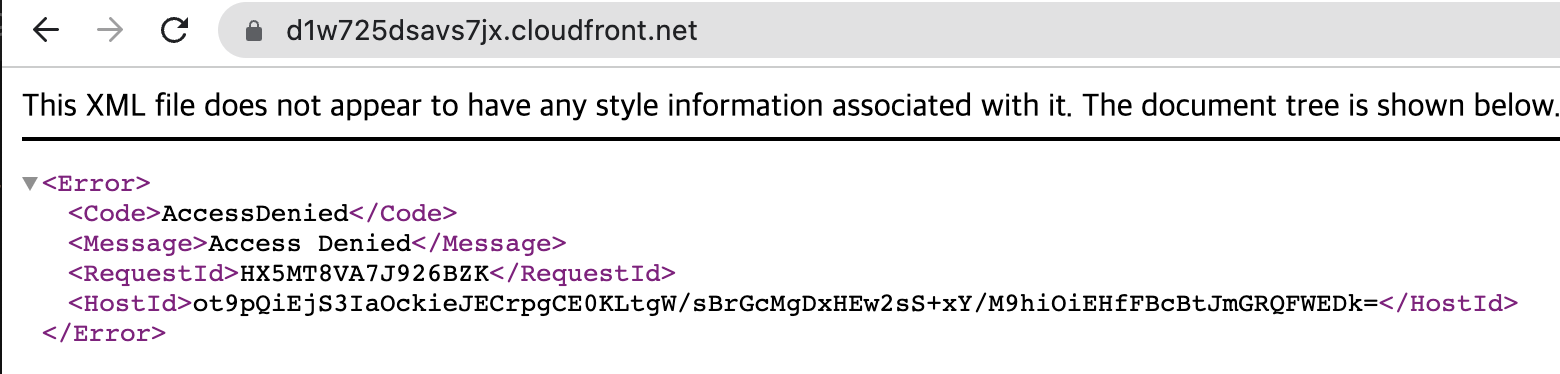 d1w725dsavs7jx.cloudfront.net
This XML file does not appear to have any style information associated with it. The document tree is shown below.
<Error>
<Code>AccessDenied</Code>
<Message>Access Denied</Message>
<RequestId>HX5MT8VA7J926BZK</RequestId>
<HostId>ot9pQiEjS3IaOckieJECrpgCE0KLtgW/sBrGcMgDxHEw2sS+xY/M9hiOiEHfFBcBtJmGRQFWEDk=</HostId>
</Error>